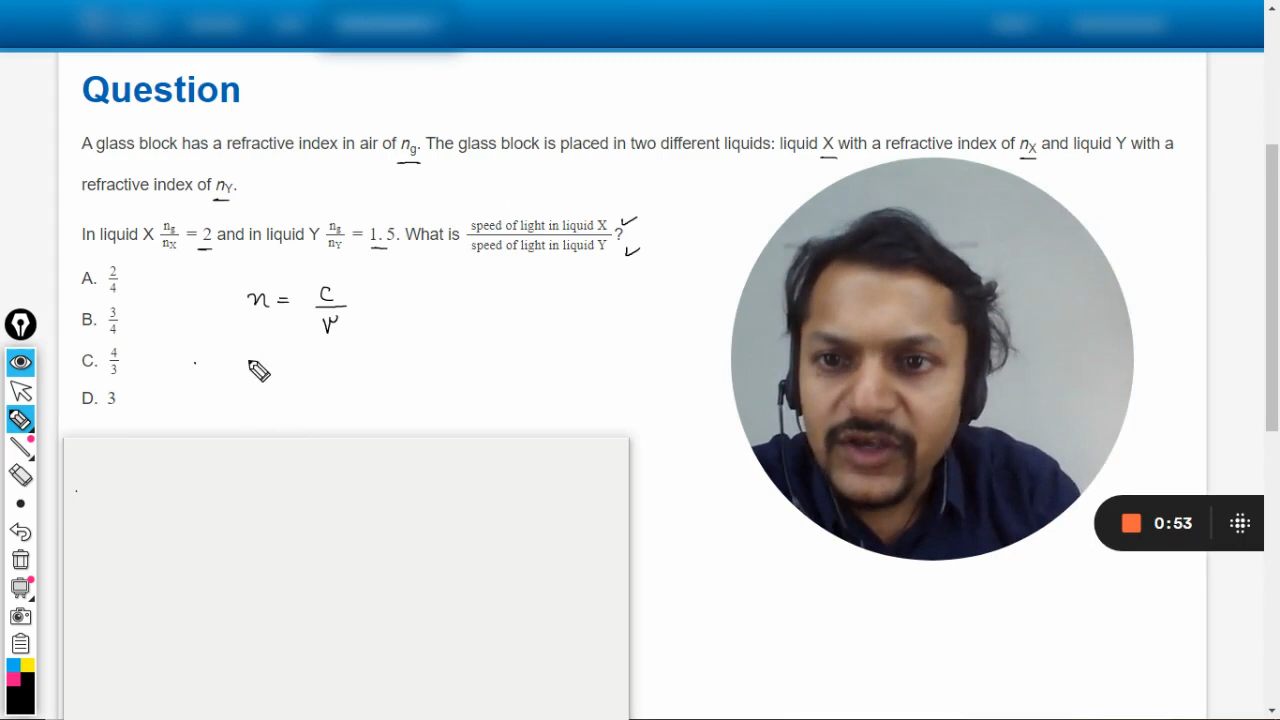 Question
A glass block has a refractive index in air of n_g. The glass block is placed in two different liquids: liquid X with a refractive index of n_X and liquid Y with a
refractive index of n_Y.
In liquid X n_g/n_X = 2 and in liquid Y n_g/n_Y = 1.5. What is speed of light in liquid X/speed of light in liquid Y?
A. 2/4
B. 3/4
C. 4/3
D. 3
n = c/v
0:53